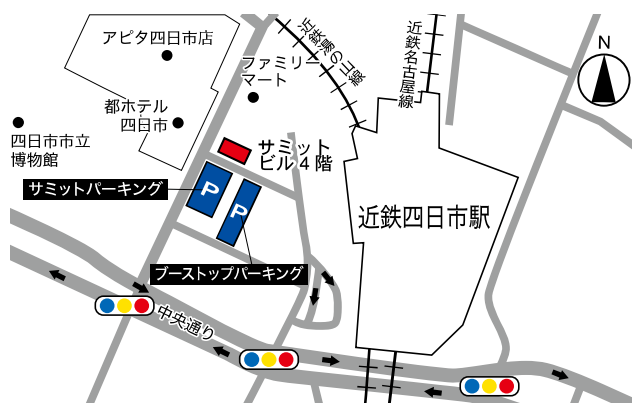 アピタ四日市店
近鉄湯の山線
近鉄名古屋線
N
ファミリー
マート
都ホテル
四日市
四日市市立
博物館
サミット
ビル4階
サミットパーキング
P
P
近鉄四日市駅
ブーストップパーキング
中央通り